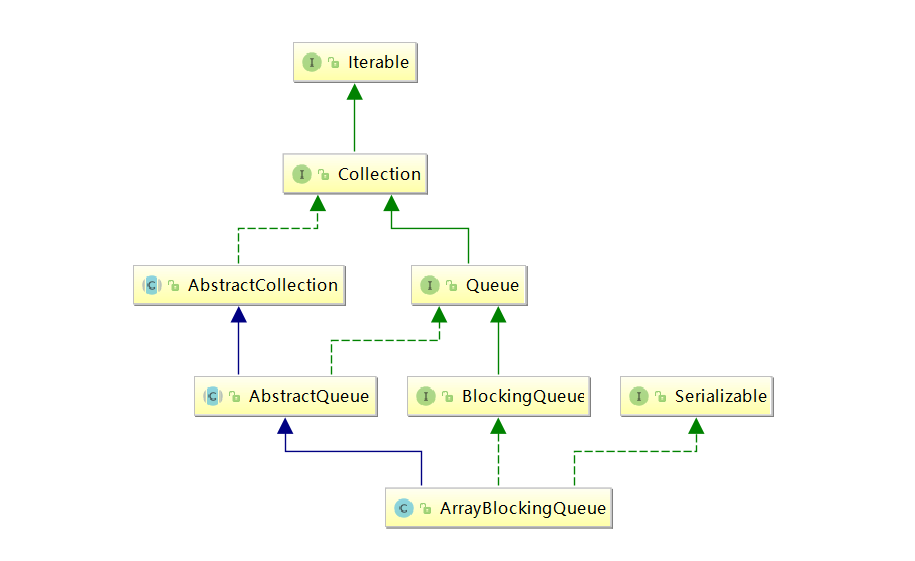 I Iterable
I Collection
C AbstractCollection
I Queue
C AbstractQueue
I BlockingQueue
I Serializable
C ArrayBlockingQueue